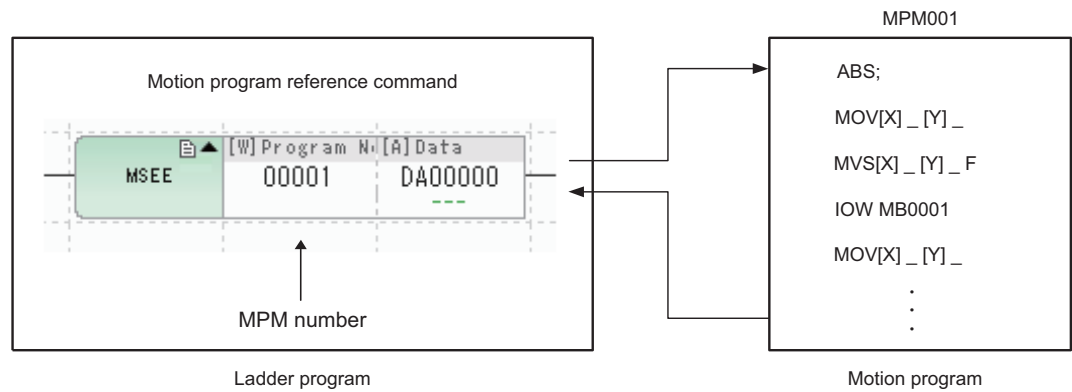 MPM001
Motion program reference command
[W]Program N [A]Data
MSEE 00001 DA00000
---
MPM number
Ladder program
ABS;
MOV[X] _ [Y] _
MVS[X] _ [Y] _ F
IOW MB0001
MOV[X] _ [Y] _
.
.
.
Motion program